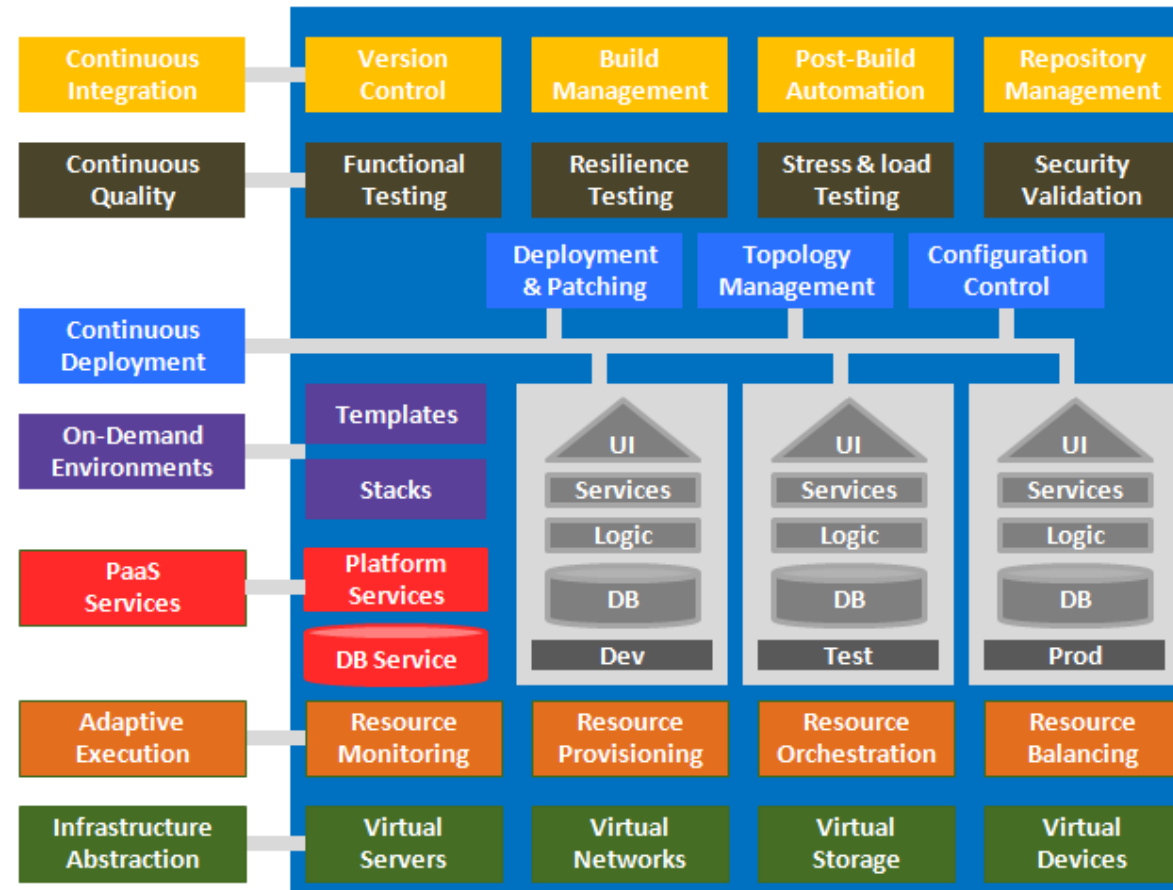 Continuous
Integration
Version
Control
Build
Management
Post-Build
Automation
Repository
Management
Continuous
Quality
Functional
Testing
Resilience
Testing
Stress & load
Testing
Security
Validation
Deployment
& Patching
Topology
Management
Configuration
Control
Continuous
Deployment
On-Demand
Environments
Templates
Stacks
PaaS
Services
Platform
Services
DB Service
UI
Services
Logic
DB
Dev
UI
Services
Logic
DB
Test
UI
Services
Logic
DB
Prod
Adaptive
Execution
Resource
Monitoring
Resource
Provisioning
Resource
Orchestration
Resource
Balancing
Infrastructure
Abstraction
Virtual
Servers
Virtual
Networks
Virtual
Storage
Virtual
Devices